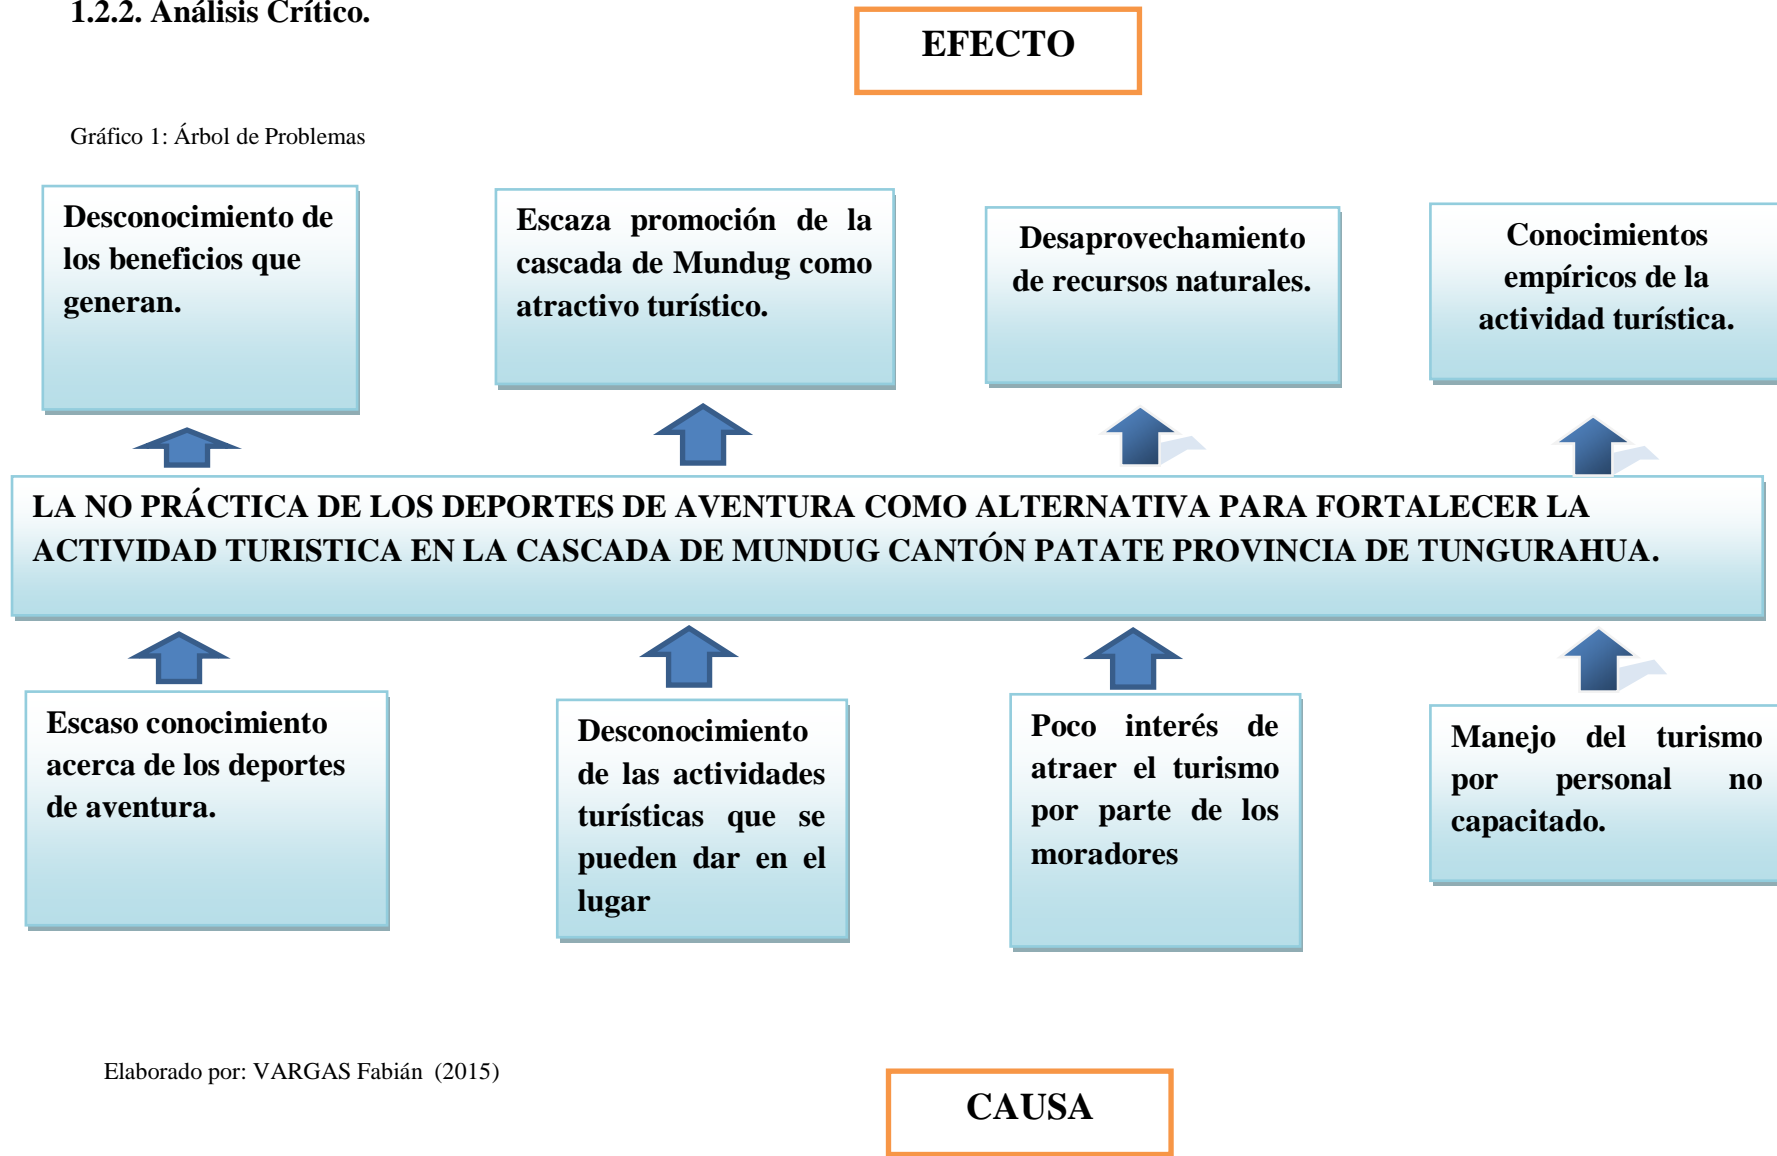 1.2.2. Análisis Crítico.
EFECTO
Gráfico 1: Árbol de Problemas
Desconocimiento de
los beneficios que
generan.
Escaza promoción de la
cascada de Mundug como
atractivo turístico.
Desaprovechamiento
de recursos naturales.
Conocimientos
empíricos de la
actividad turística.
LA NO PRÁCTICA DE LOS DEPORTES DE AVENTURA COMO ALTERNATIVA PARA FORTALECER LA
ACTIVIDAD TURISTICA EN LA CASCADA DE MUNDUG CANTÓN PATATE PROVINCIA DE TUNGURAHUA.
Escaso conocimiento
acerca de los deportes
de aventura.
Desconocimiento
de las actividades
turísticas que se
pueden dar en el
lugar
Poco interés de
atraer el turismo
por parte de los
moradores
Manejo del turismo
por personal no
capacitado.
Elaborado por: VARGAS Fabián (2015)
CAUSA